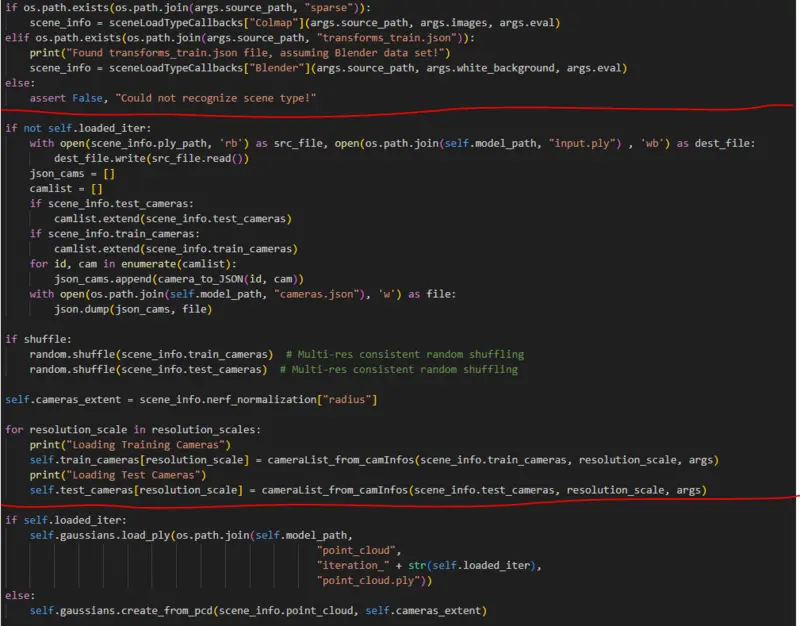 if os.path.exists(os.path.join(args.source_path, "sparse")):
    scene_info = sceneLoadTypeCallbacks["Colmap"](args.source_path, args.images, args.eval)
elif os.path.exists(os.path.join(args.source_path, "transforms_train.json")):
    print("Found transforms_train.json file, assuming Blender data set!")
    scene_info = sceneLoadTypeCallbacks["Blender"](args.source_path, args.white_background, args.eval)
else:
    assert False, "Could not recognize scene type!"
if not self.loaded_iter:
    with open(scene_info.ply_path, 'rb') as src_file, open(os.path.join(self.model_path, "input.ply") , 'wb') as dest_file:
        dest_file.write(src_file.read())
    json_cams = []
    camlist = []
    if scene_info.test_cameras:
        camlist.extend(scene_info.test_cameras)
    if scene_info.train_cameras:
        camlist.extend(scene_info.train_cameras)
    for id, cam in enumerate(camlist):
        json_cams.append(camera_to_JSON(id, cam))
    with open(os.path.join(self.model_path, "cameras.json"), 'w') as file:
        json.dump(json_cams, file)
if shuffle:
    random.shuffle(scene_info.train_cameras)  # Multi-res consistent random shuffling
    random.shuffle(scene_info.test_cameras)  # Multi-res consistent random shuffling
self.cameras_extent = scene_info.nerf_normalization["radius"]
for resolution_scale in resolution_scales:
    print("Loading Training Cameras")
    self.train_cameras[resolution_scale] = cameraList_from_camInfos(scene_info.train_cameras, resolution_scale, args)
    print("Loading Test Cameras")
    self.test_cameras[resolution_scale] = cameraList_from_camInfos(scene_info.test_cameras, resolution_scale, args)
if self.loaded_iter:
    self.gaussians.load_ply(os.path.join(self.model_path,
                                                   "point_cloud",
                                                   "iteration_" + str(self.loaded_iter),
                                                   "point_cloud.ply"))
else:
    self.gaussians.create_from_pcd(scene_info.point_cloud, self.cameras_extent)